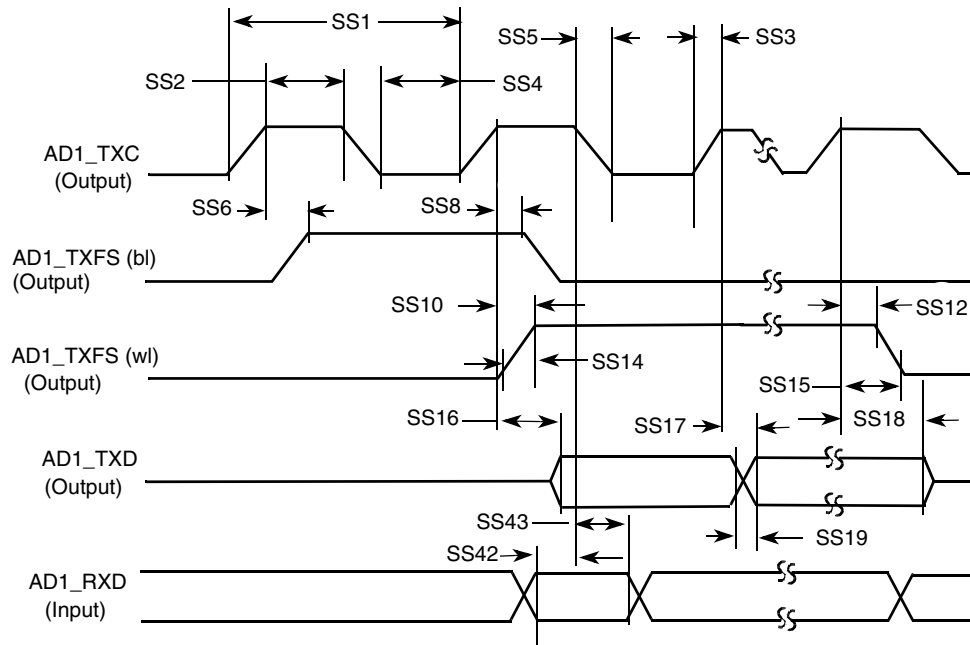 SS1
SS5
SS3
SS2
SS4
AD1_TXC
(Output)
SS6
SS8
AD1_TXFS (bl)
(Output)
SS10
SS12
AD1_TXFS (wl)
(Output)
SS14
SS15
SS16
SS17
SS18
AD1_TXD
(Output)
SS43
SS19
SS42
AD1_RXD
(Input)